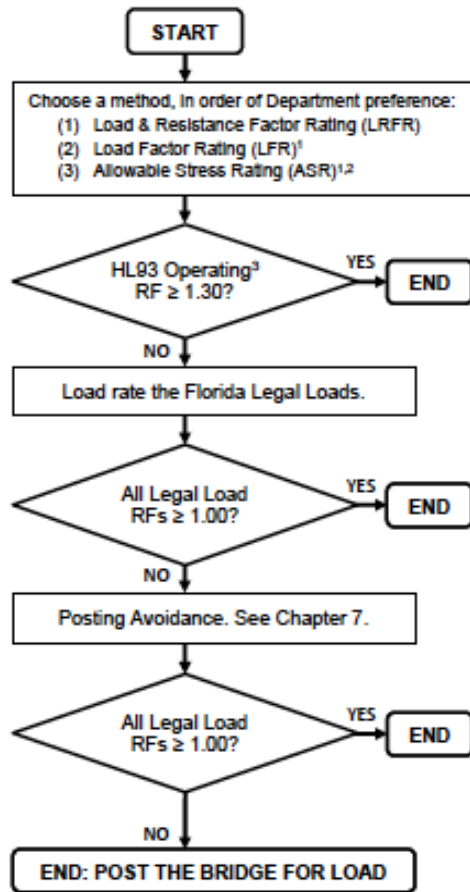 START
Choose a method, in order of Department preference:
(1) Load & Resistance Factor Rating (LRFR)
(2) Load Factor Rating (LFR)¹
(3) Allowable Stress Rating (ASR)¹,²
HL93 Operating³
RF ≥ 1.30?
YES
END
NO
Load rate the Florida Legal Loads.
All Legal Load
RFs ≥ 1.00?
YES
END
NO
Posting Avoidance. See Chapter 7.
All Legal Load
RFs ≥ 1.00?
YES
END
NO
END: POST THE BRIDGE FOR LOAD